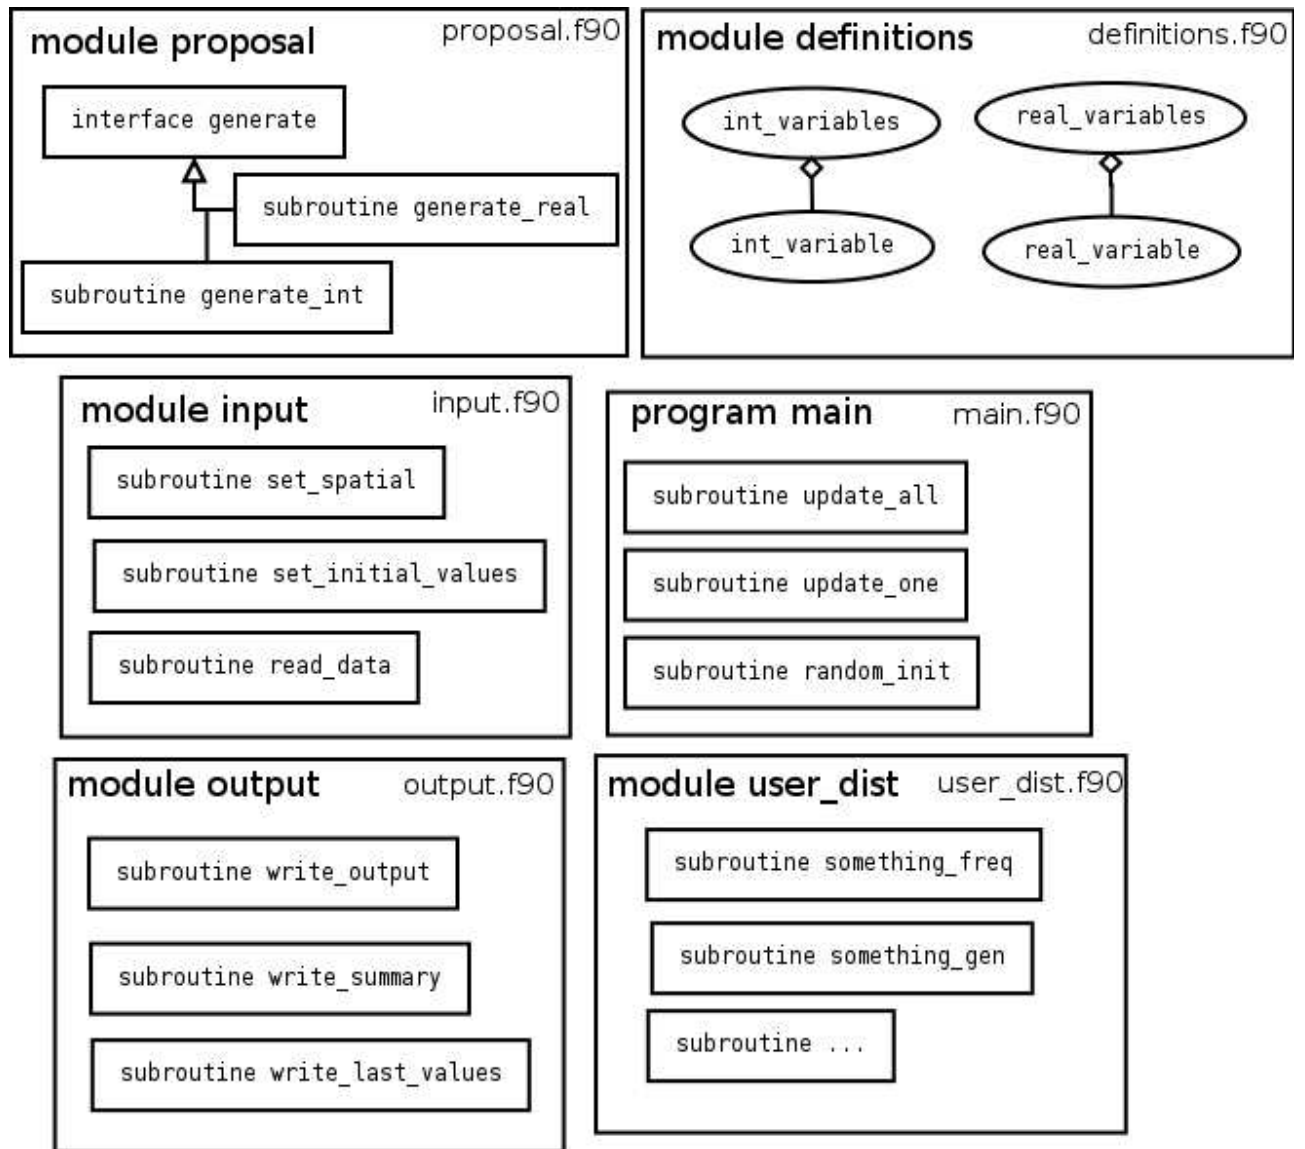 module proposal
proposal.f90
interface generate
subroutine generate_real
subroutine generate_int
module definitions
definitions.f90
int_variables
real_variables
int_variable
real_variable
module input
input.f90
subroutine set_spatial
subroutine set_initial_values
subroutine read_data
program main
main.f90
subroutine update_all
subroutine update_one
subroutine random_init
module output
output.f90
subroutine write_output
subroutine write_summary
subroutine write_last_values
module user_dist
user_dist.f90
subroutine something_freq
subroutine something_gen
subroutine ...